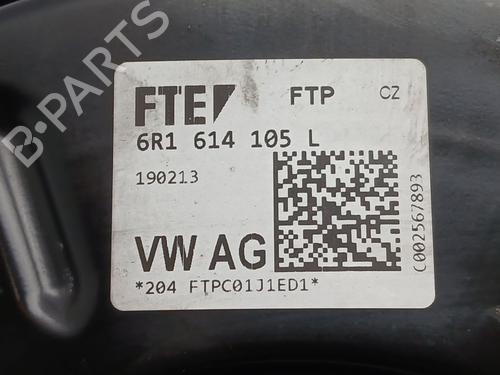 FTE FTP CZ
6R1 614 105 L
190213
VW AG
*204 FTPC01J1ED1*
C002567893
B-PARTS